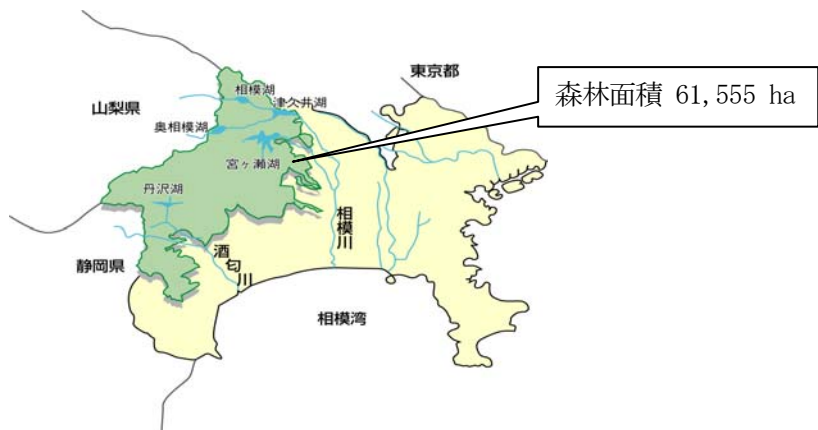 東京都
森林面積 61,555 ha
相模湖
津久井湖
山梨県
奥相模湖
宮ヶ瀬湖
丹沢湖
相模川
酒匂川
静岡県
相模湾